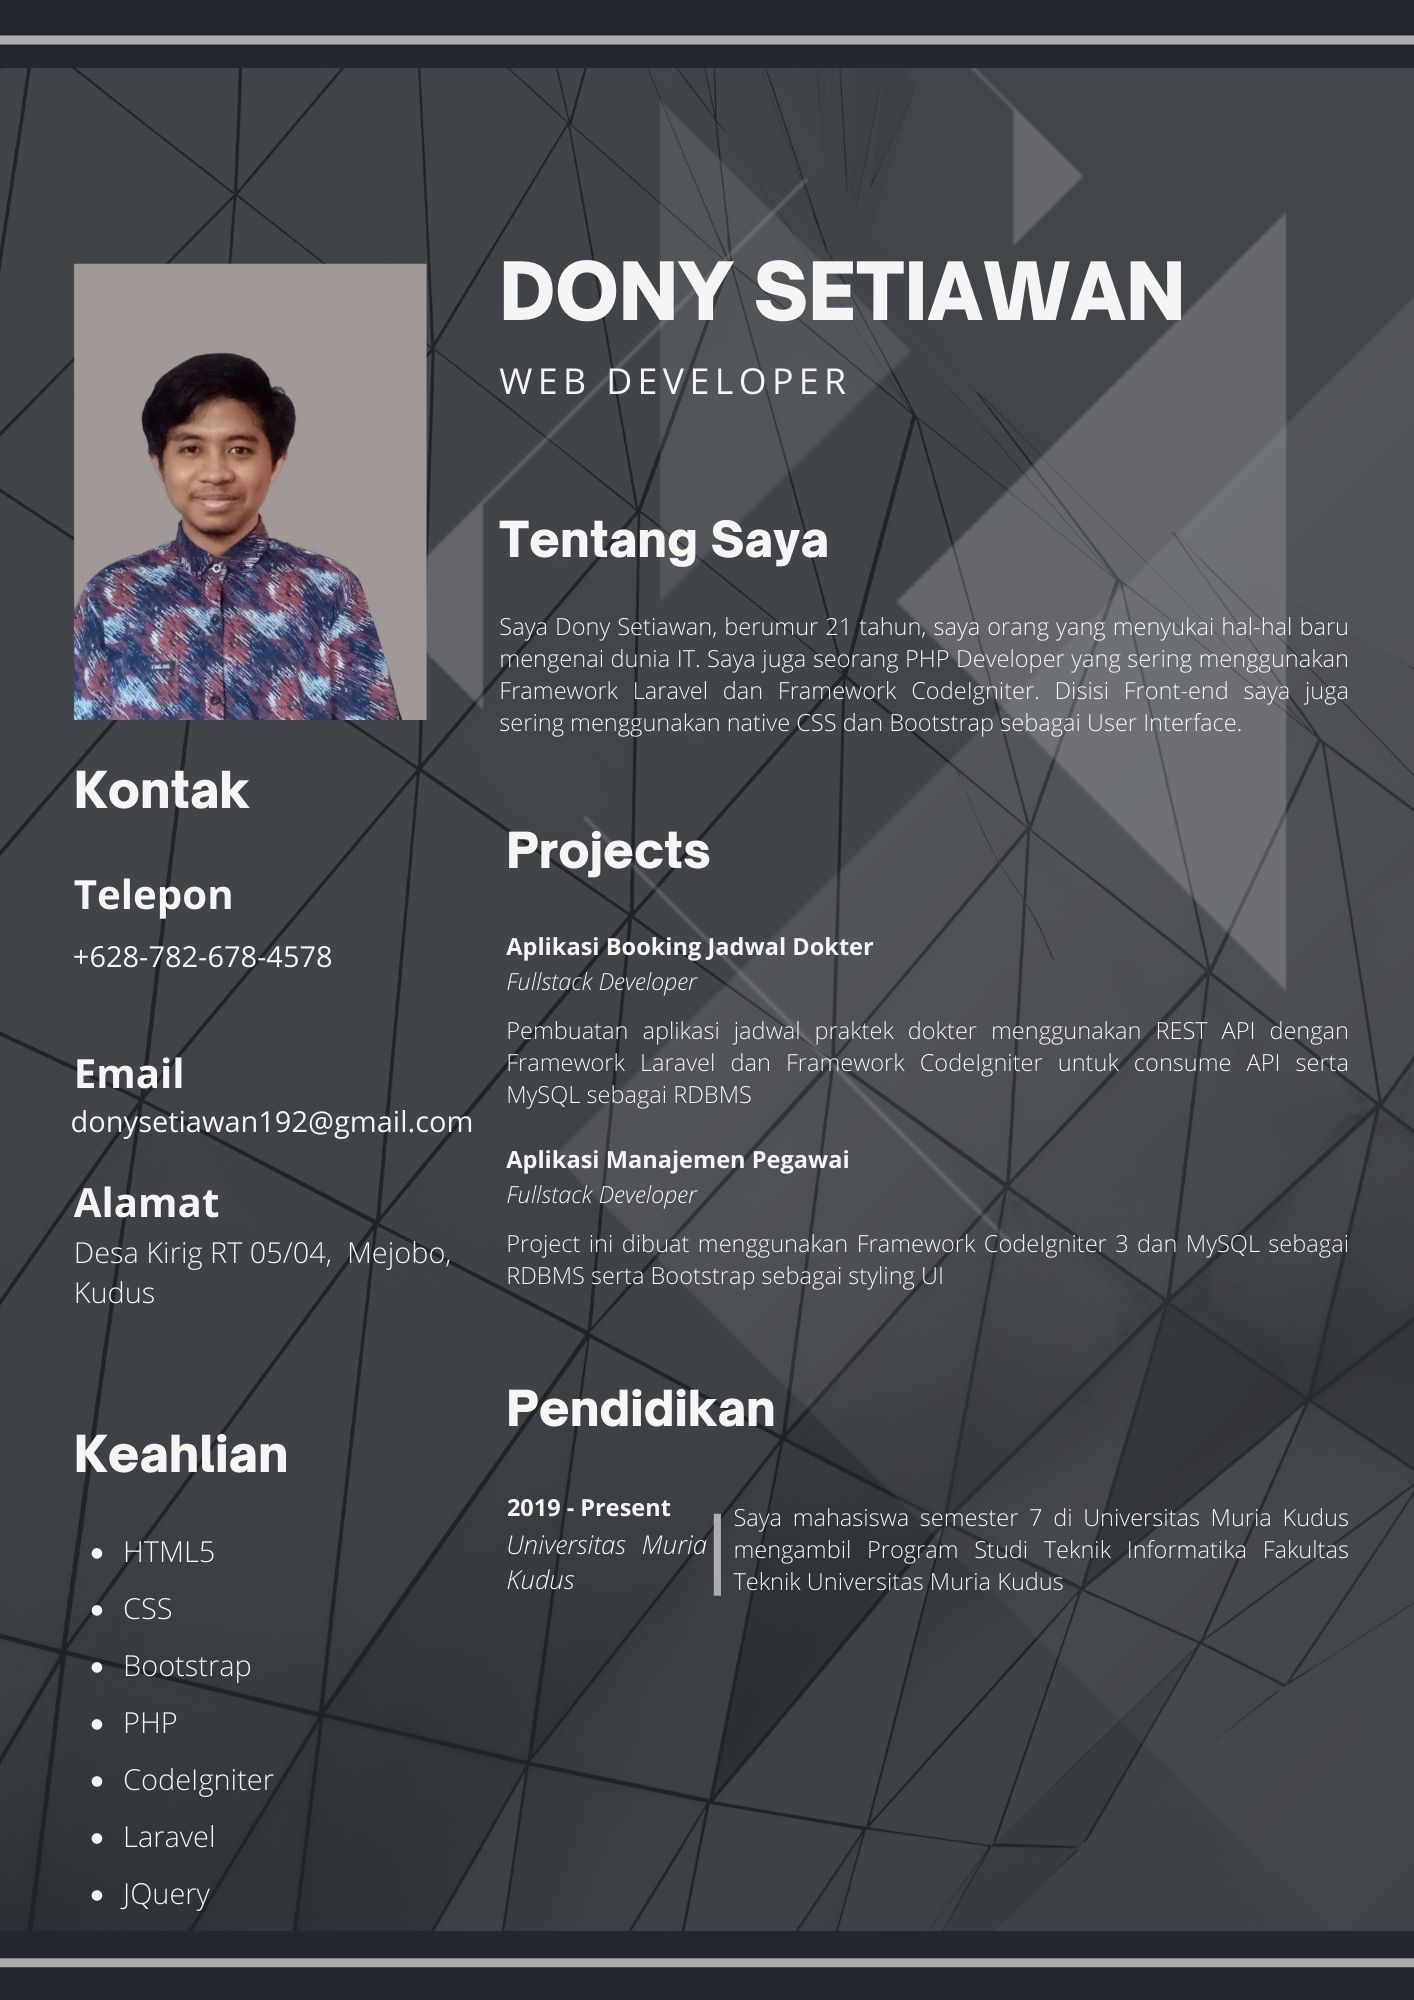 DONY SETIAWAN
WEB DEVELOPER
Tentang Saya
Saya Dony Setiawan, berumur 21 tahun, saya orang yang menyukai hal-hal baru
mengenai dunia IT. Saya juga seorang PHP Developer yang sering menggunakan
Framework Laravel dan Framework CodeIgniter. Disisi Front-end saya juga
sering menggunakan native CSS dan Bootstrap sebagai User Interface.
Kontak
Telepon
+628-782-678-4578
Email
donysetiawan192@gmail.com
Alamat
Desa Kirig RT 05/04, Mejobo,
Kudus
Keahlian
• HTML5
• CSS
• Bootstrap
• PHP
• CodeIgniter
• Laravel
• JQuery
Projects
Aplikasi Booking Jadwal Dokter
Fullstack Developer
Pembuatan aplikasi jadwal praktek dokter menggunakan REST API dengan
Framework Laravel dan Framework CodeIgniter untuk consume API serta
MySQL sebagai RDBMS
Aplikasi Manajemen Pegawai
Fullstack Developer
Project ini dibuat menggunakan Framework CodeIgniter 3 dan MySQL sebagai
RDBMS serta Bootstrap sebagai styling UI
Pendidikan
2019 - Present
Universitas Muria
Kudus
Saya mahasiswa semester 7 di Universitas Muria Kudus
mengambil Program Studi Teknik Informatika Fakultas
Teknik Universitas Muria Kudus